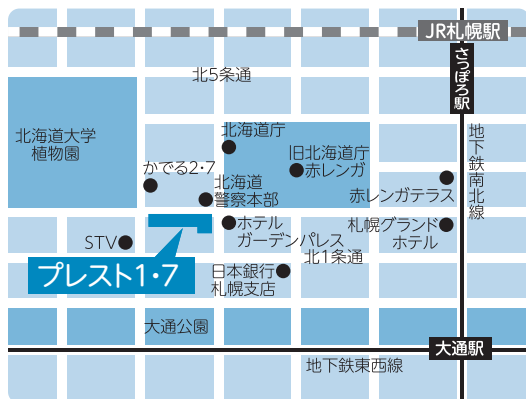 JR札幌駅
さっぽろ駅
北5条通
北海道大学
植物園
北海道庁
地下鉄南北線
旧北海道庁
赤レンガ
かでる2・7
北海道
警察本部
赤レンガテラス
ホテル
ガーデンパレス
札幌グランド
ホテル
STV
北1条通
プレスト1・7
日本銀行
札幌支店
大通公園
大通駅
地下鉄東西線